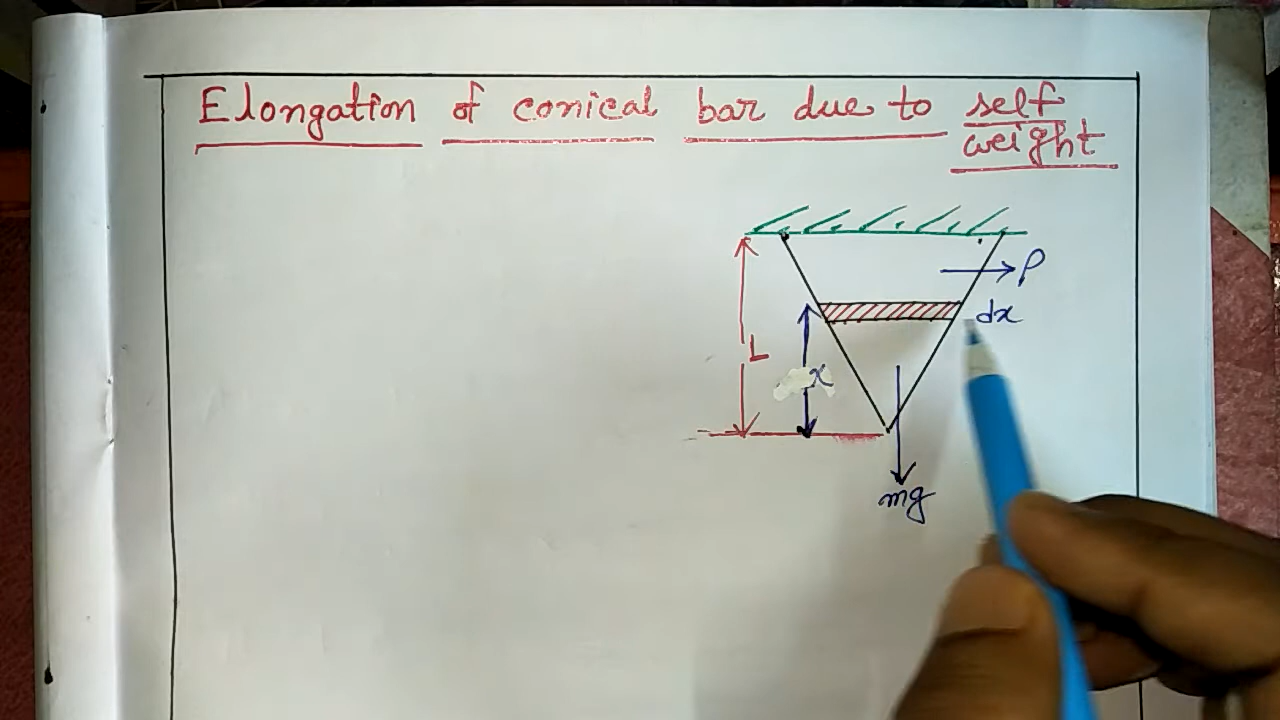 Elongation of conical bar due to self
weight
ρ
dx
L
x
mg